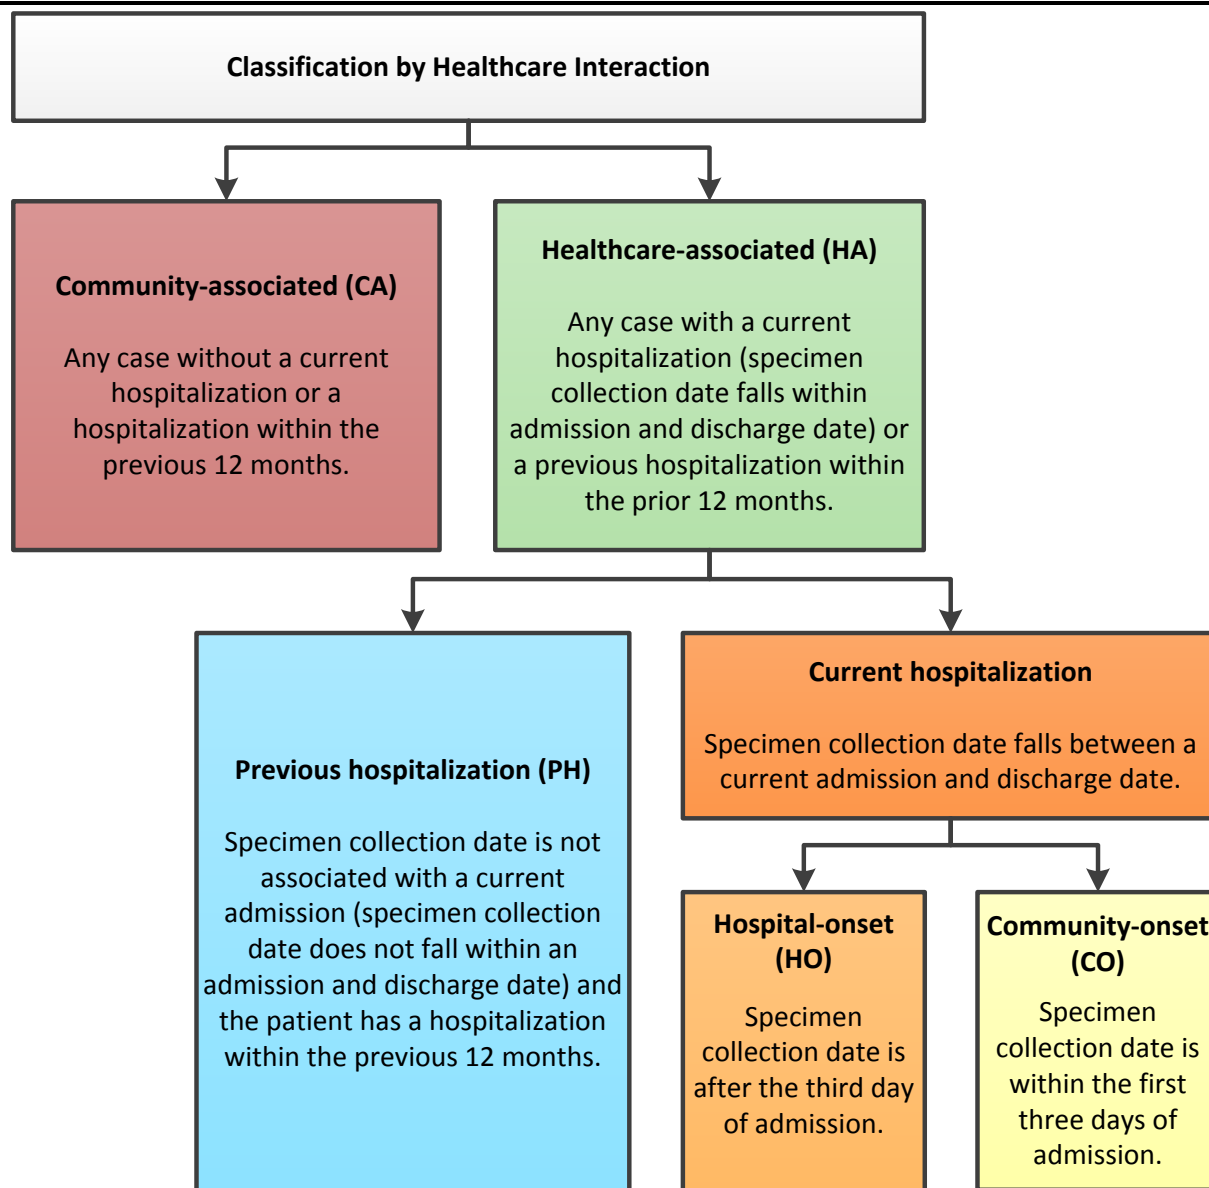 Classification by Healthcare Interaction
Community-associated (CA)
Any case without a current
hospitalization or a
hospitalization within the
previous 12 months.
Healthcare-associated (HA)
Any case with a current
hospitalization (specimen
collection date falls within
admission and discharge date) or
a previous hospitalization within
the prior 12 months.
Previous hospitalization (PH)
Specimen collection date is not
associated with a current
admission (specimen collection
date does not fall within an
admission and discharge date) and
the patient has a hospitalization
within the previous 12 months.
Current hospitalization
Specimen collection date falls between a
current admission and discharge date.
Hospital-onset
(HO)
Specimen
collection date is
after the third day
of admission.
Community-onset
(CO)
Specimen
collection date is
within the first
three days of
admission.